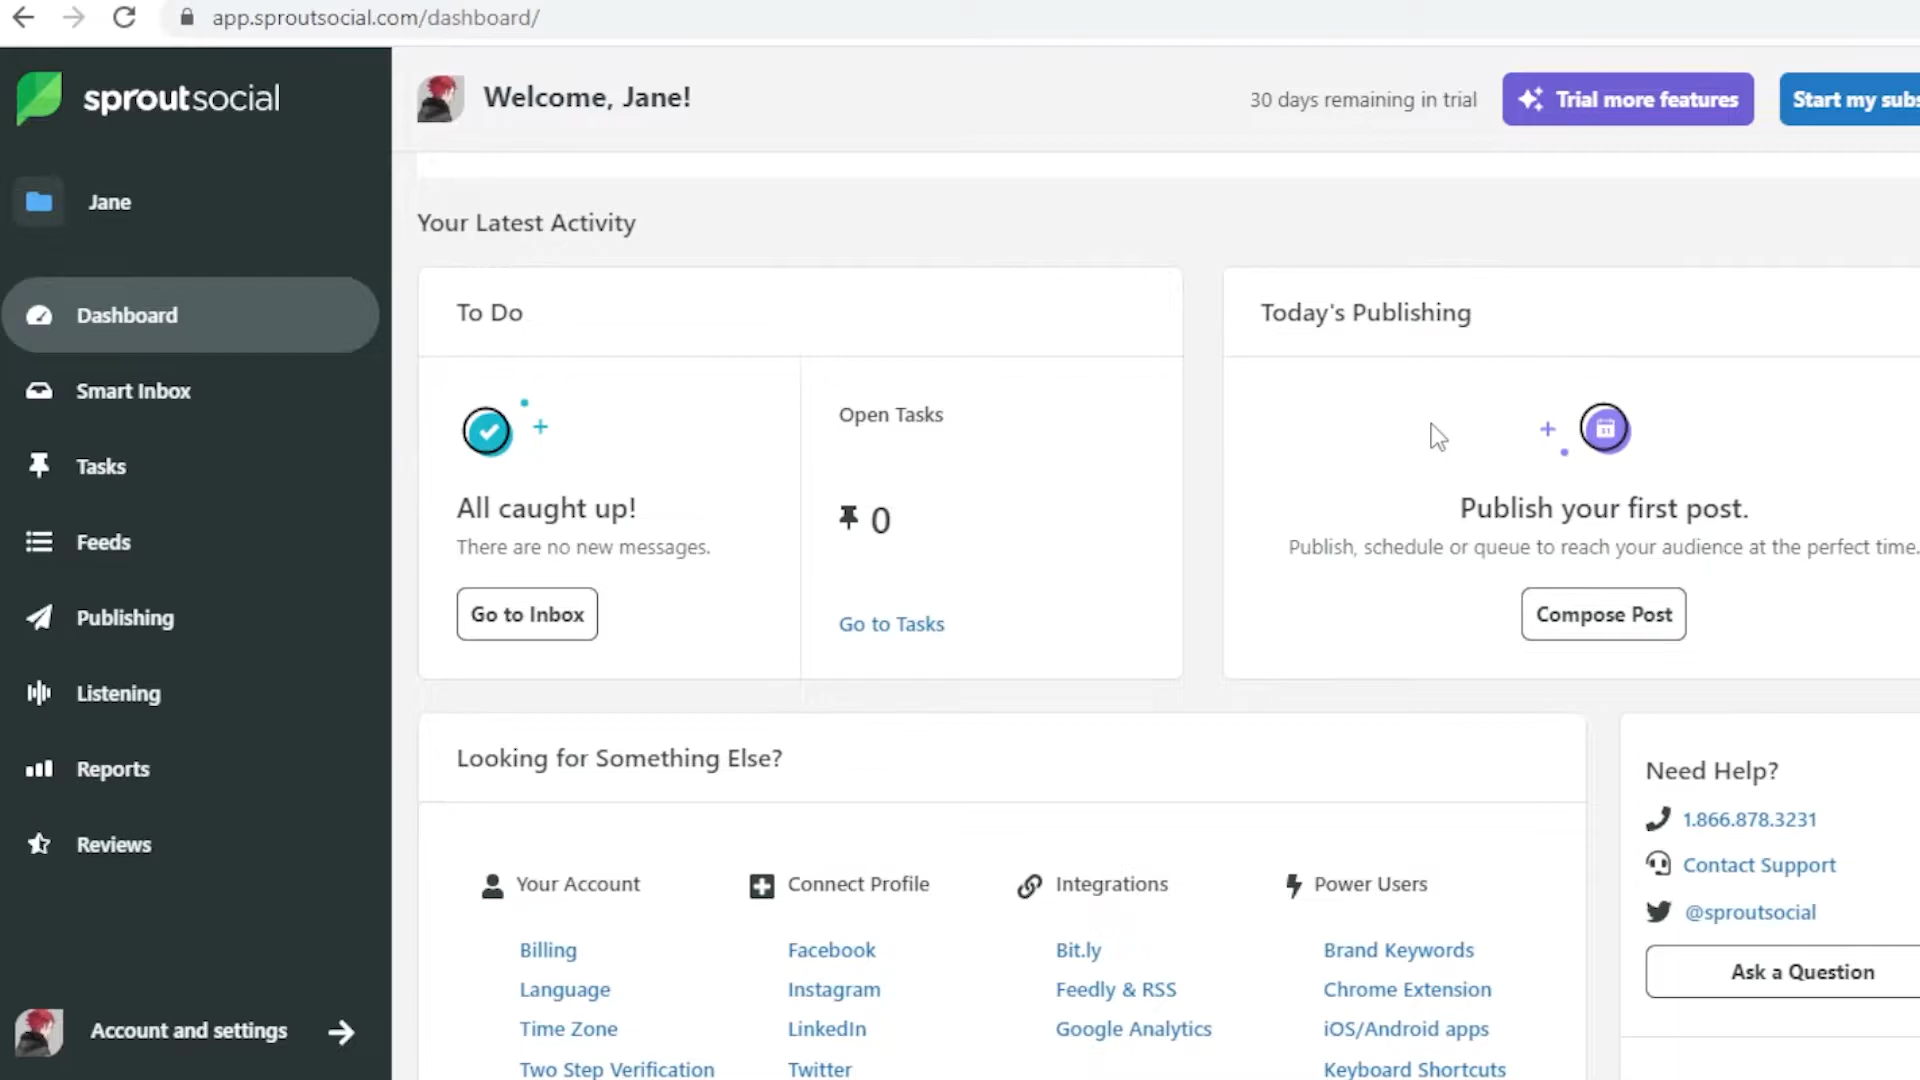 app.sproutsocial.com/dashboard/
sproutsocial
Welcome, Jane!
30 days remaining in trial
Trial more features
Start my subs
Jane
Dashboard
Smart Inbox
Tasks
Feeds
Publishing
Listening
Reports
Reviews
Account and settings
Your Latest Activity
To Do
All caught up!
There are no new messages.
Go to Inbox
Open Tasks
0
Go to Tasks
Today's Publishing
31
Publish your first post.
Publish, schedule or queue to reach your audience at the perfect time.
Compose Post
Looking for Something Else?
Your Account
Billing
Language
Time Zone
Two Step Verification
Connect Profile
Facebook
Instagram
LinkedIn
Twitter
Integrations
Bit.ly
Feedly & RSS
Google Analytics
Power Users
Brand Keywords
Chrome Extension
iOS/Android apps
Keyboard Shortcuts
Need Help?
1.866.878.3231
Contact Support
@sproutsocial
Ask a Question